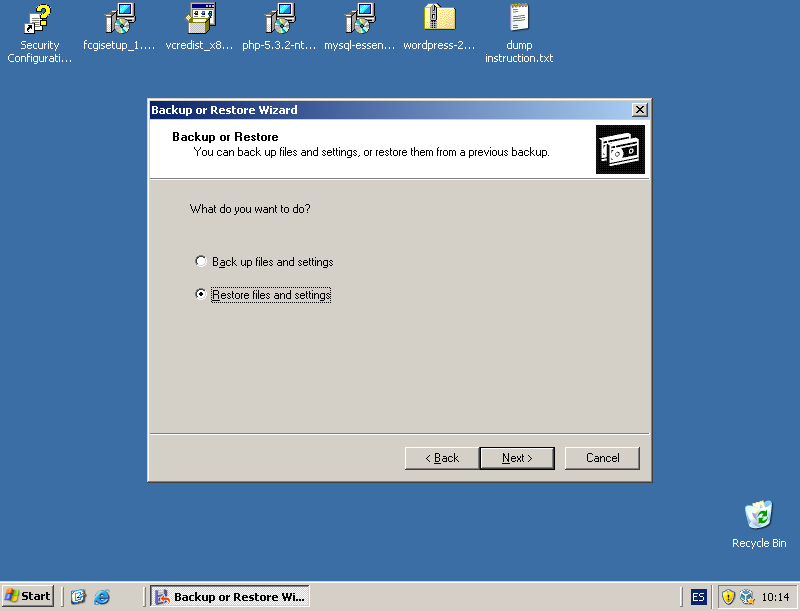 Security
Configurati...
fcgisetup_1....
vcredist_x8...
php-5.3.2-nt...
mysql-essen...
wordpress-2...
dump
instruction.txt
Backup or Restore Wizard
Backup or Restore
You can back up files and settings, or restore them from a previous backup.
What do you want to do?
Back up files and settings
Restore files and settings
< Back
Next >
Cancel
Recycle Bin
Start
Backup or Restore Wi...
ES
10:14